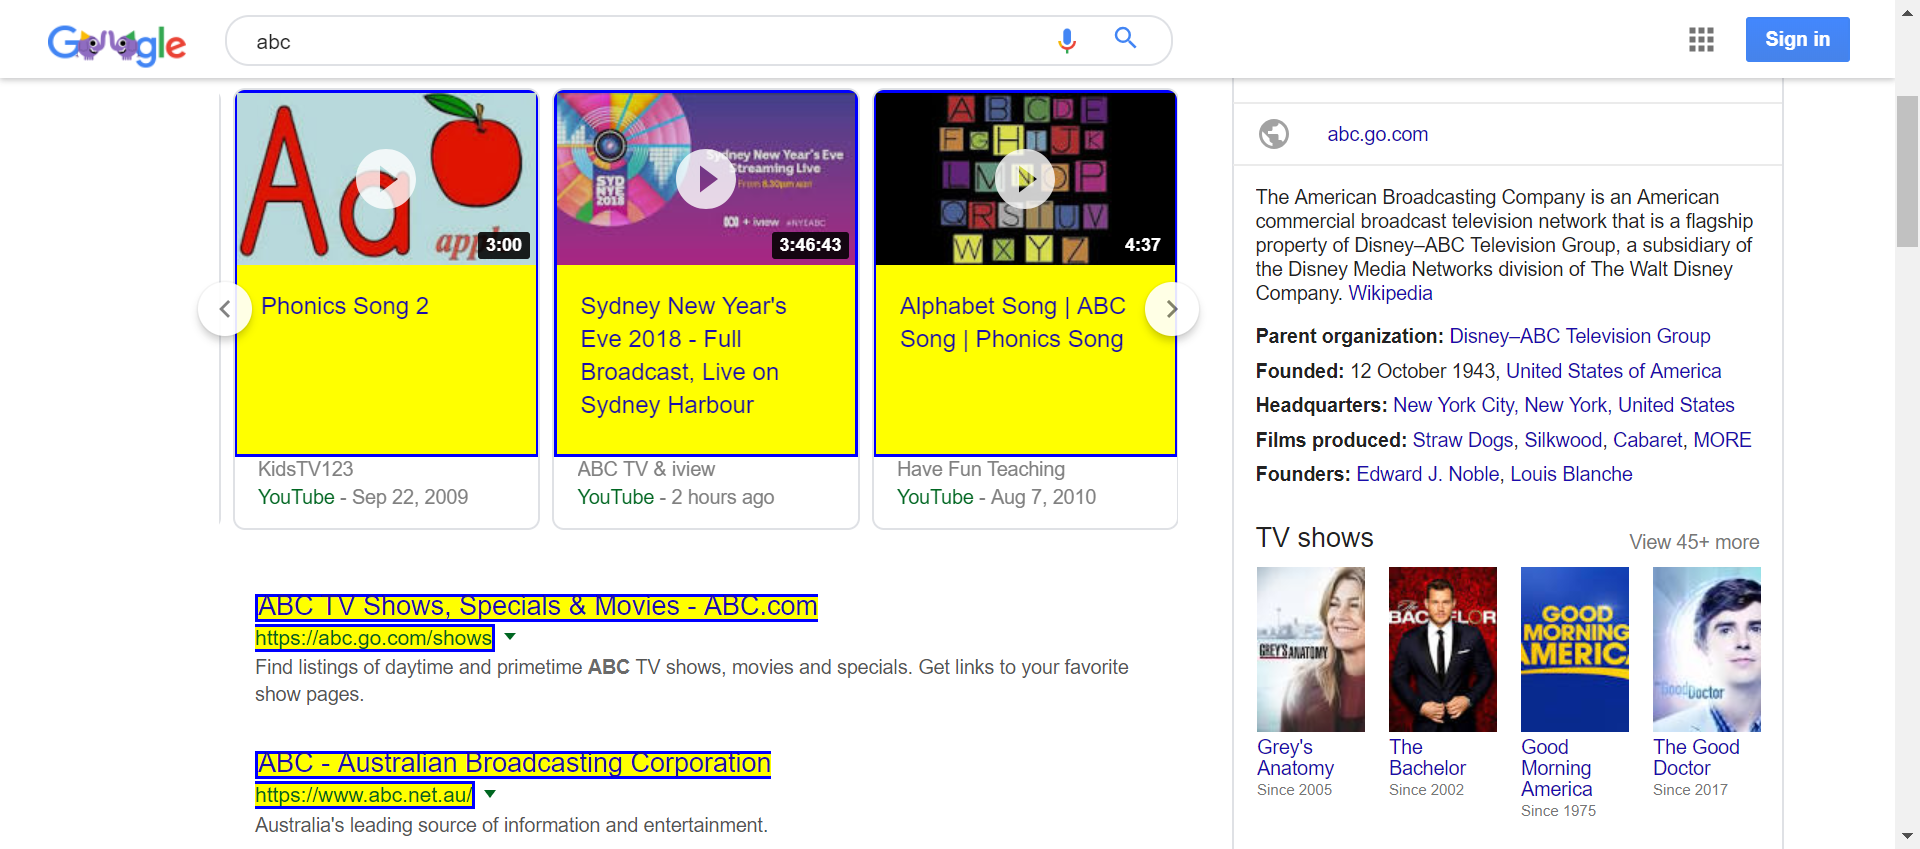 Google
abc
Sign in
Aa
apple
3:00
Phonics Song 2
KidsTV123
YouTube - Sep 22, 2009
Sydney New Year's Eve
Streaming Live
From 8.30pm AEDT
SYD
NYE
2018
ABC + iview #NYEABC
3:46:43
Sydney New Year's
Eve 2018 - Full
Broadcast, Live on
Sydney Harbour
ABC TV & iview
YouTube - 2 hours ago
A B C D E
F G H I J K
L M N O P
Q R S T U V
W X Y Z
4:37
Alphabet Song | ABC
Song | Phonics Song
Have Fun Teaching
YouTube - Aug 7, 2010
ABC TV Shows, Specials & Movies - ABC.com
https://abc.go.com/shows
Find listings of daytime and primetime ABC TV shows, movies and specials. Get links to your favorite
show pages.
ABC - Australian Broadcasting Corporation
https://www.abc.net.au/
Australia's leading source of information and entertainment.
abc.go.com
The American Broadcasting Company is an American
commercial broadcast television network that is a flagship
property of Disney–ABC Television Group, a subsidiary of
the Disney Media Networks division of The Walt Disney
Company. Wikipedia
Parent organization: Disney–ABC Television Group
Founded: 12 October 1943, United States of America
Headquarters: New York City, New York, United States
Films produced: Straw Dogs, Silkwood, Cabaret, MORE
Founders: Edward J. Noble, Louis Blanche
TV shows
View 45+ more
GREY'S ANATOMY
The
BACHELOR
GOOD
MORNING
AMERICA
the Good Doctor
Grey's
Anatomy
Since 2005
The
Bachelor
Since 2002
Good
Morning
America
Since 1975
The Good
Doctor
Since 2017